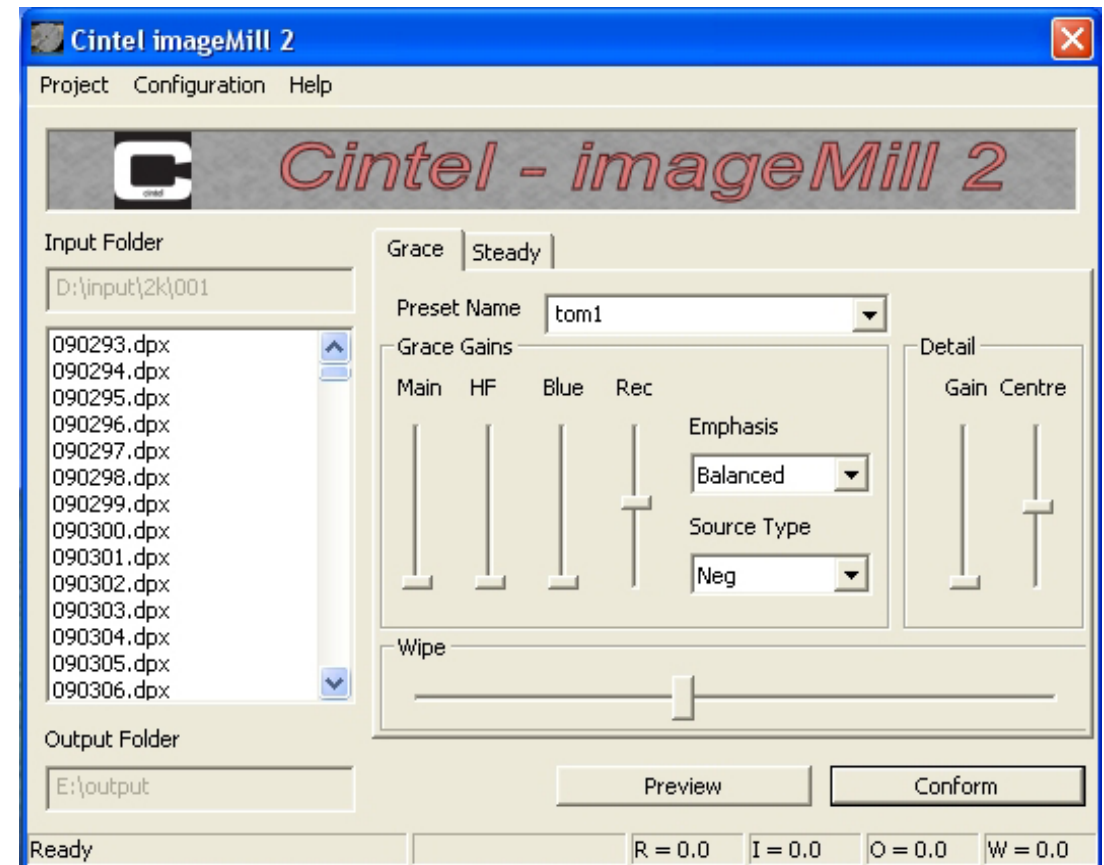 Cintel imageMill 2
Project Configuration Help
cintel
Cintel - imageMill 2
Input Folder
D:\input\2k\001
090293.dpx
090294.dpx
090295.dpx
090296.dpx
090297.dpx
090298.dpx
090299.dpx
090300.dpx
090301.dpx
090302.dpx
090303.dpx
090304.dpx
090305.dpx
090306.dpx
Output Folder
E:\output
Grace Steady
Preset Name tom1
Grace Gains
Main HF Blue Rec
Emphasis
Balanced
Source Type
Neg
Detail
Gain Centre
Wipe
Preview Conform
Ready R = 0.0 I = 0.0 O = 0.0 W = 0.0